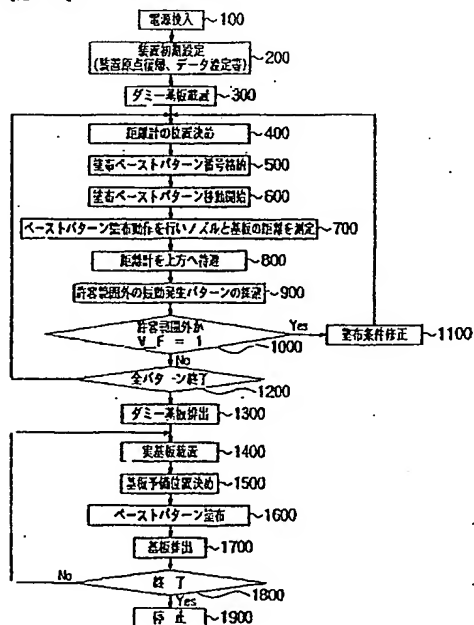 電源投入 100
装置初期設定 200
(装置原点復帰、データ設定等)
ダミー基板載置 300
距離計の位置決め 400
塗布ペーストパターン番号格納 500
塗布ペーストパターン移動開始 600
ペーストパターン塗布動作を行いノズルと基板の距離を測定 700
距離計を上方へ待避 800
許容範囲外の振動発生パターンの探索 900
許容範囲外か
V_F = 1
Yes
1000
塗布条件修正 1100
No
全パターン終了 1200
ダミー基板排出 1300
実基板載置 1400
基板予備位置決め 1500
ペーストパターン塗布 1600
基板排出 1700
No
終了 1800
Yes
停止 1900